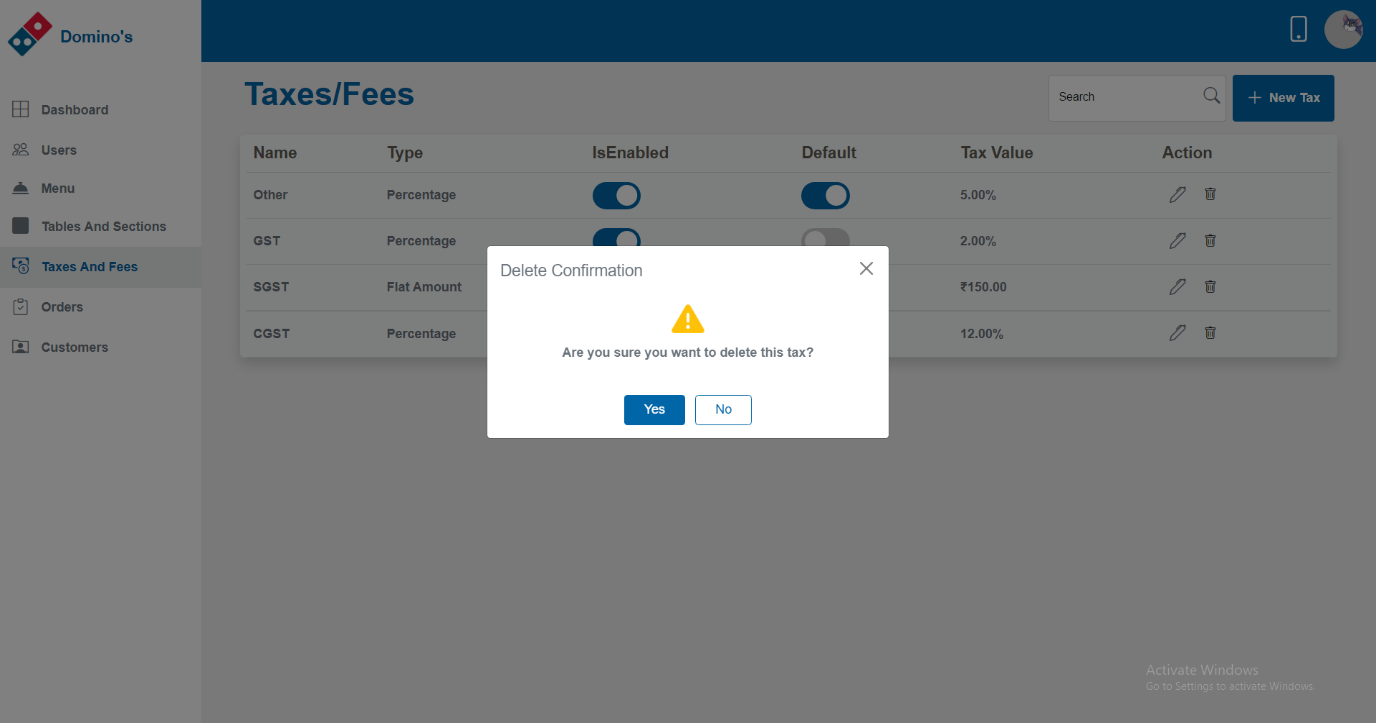 Domino's
Dashboard
Users
Menu
Tables And Sections
Taxes And Fees
Orders
Customers
Taxes/Fees
Search
New Tax
Name Type IsEnabled Default Tax Value Action
Other Percentage 5.00%
GST Percentage 2.00%
SGST Flat Amount ₹150.00
CGST Percentage 12.00%
Delete Confirmation
Are you sure you want to delete this tax?
Yes No
Activate Windows
Go to Settings to activate Windows.